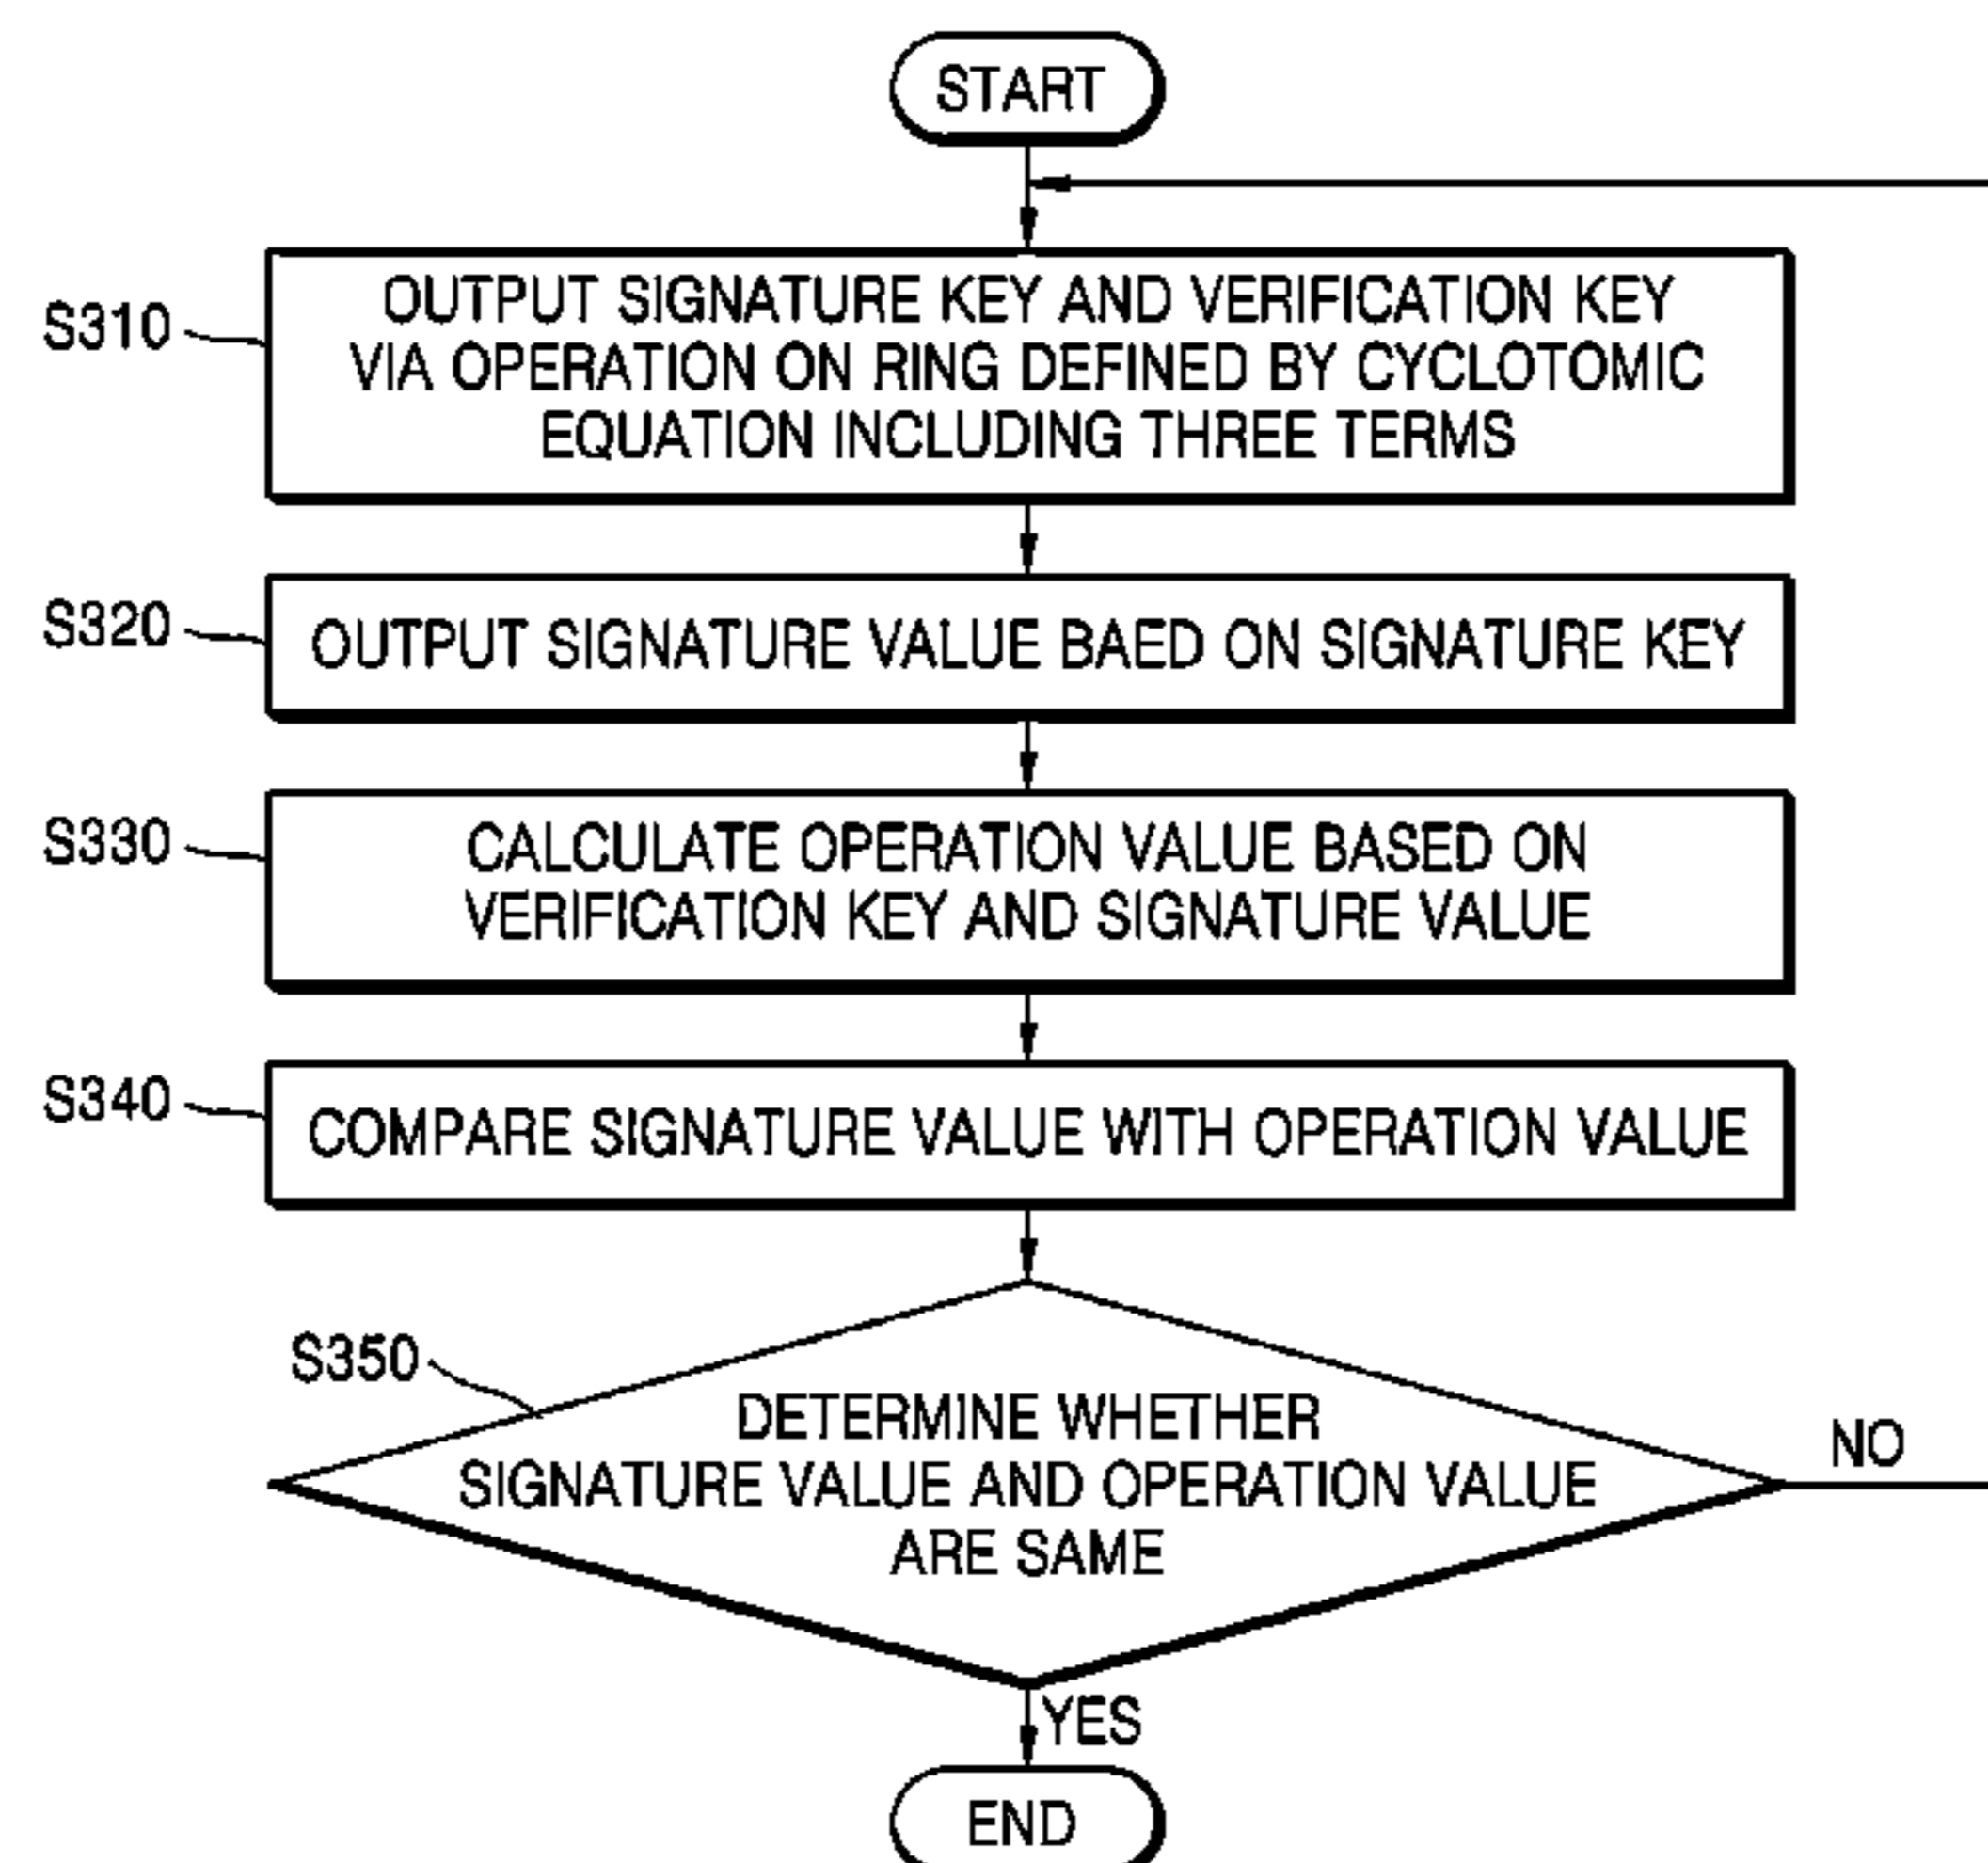 START
S310
OUTPUT SIGNATURE KEY AND VERIFICATION KEY
VIA OPERATION ON RING DEFINED BY CYCLOTOMIC
EQUATION INCLUDING THREE TERMS
S320
OUTPUT SIGNATURE VALUE BAED ON SIGNATURE KEY
S330
CALCULATE OPERATION VALUE BASED ON
VERIFICATION KEY AND SIGNATURE VALUE
S340
COMPARE SIGNATURE VALUE WITH OPERATION VALUE
S350
DETERMINE WHETHER
SIGNATURE VALUE AND OPERATION VALUE
ARE SAME
NO
YES
END